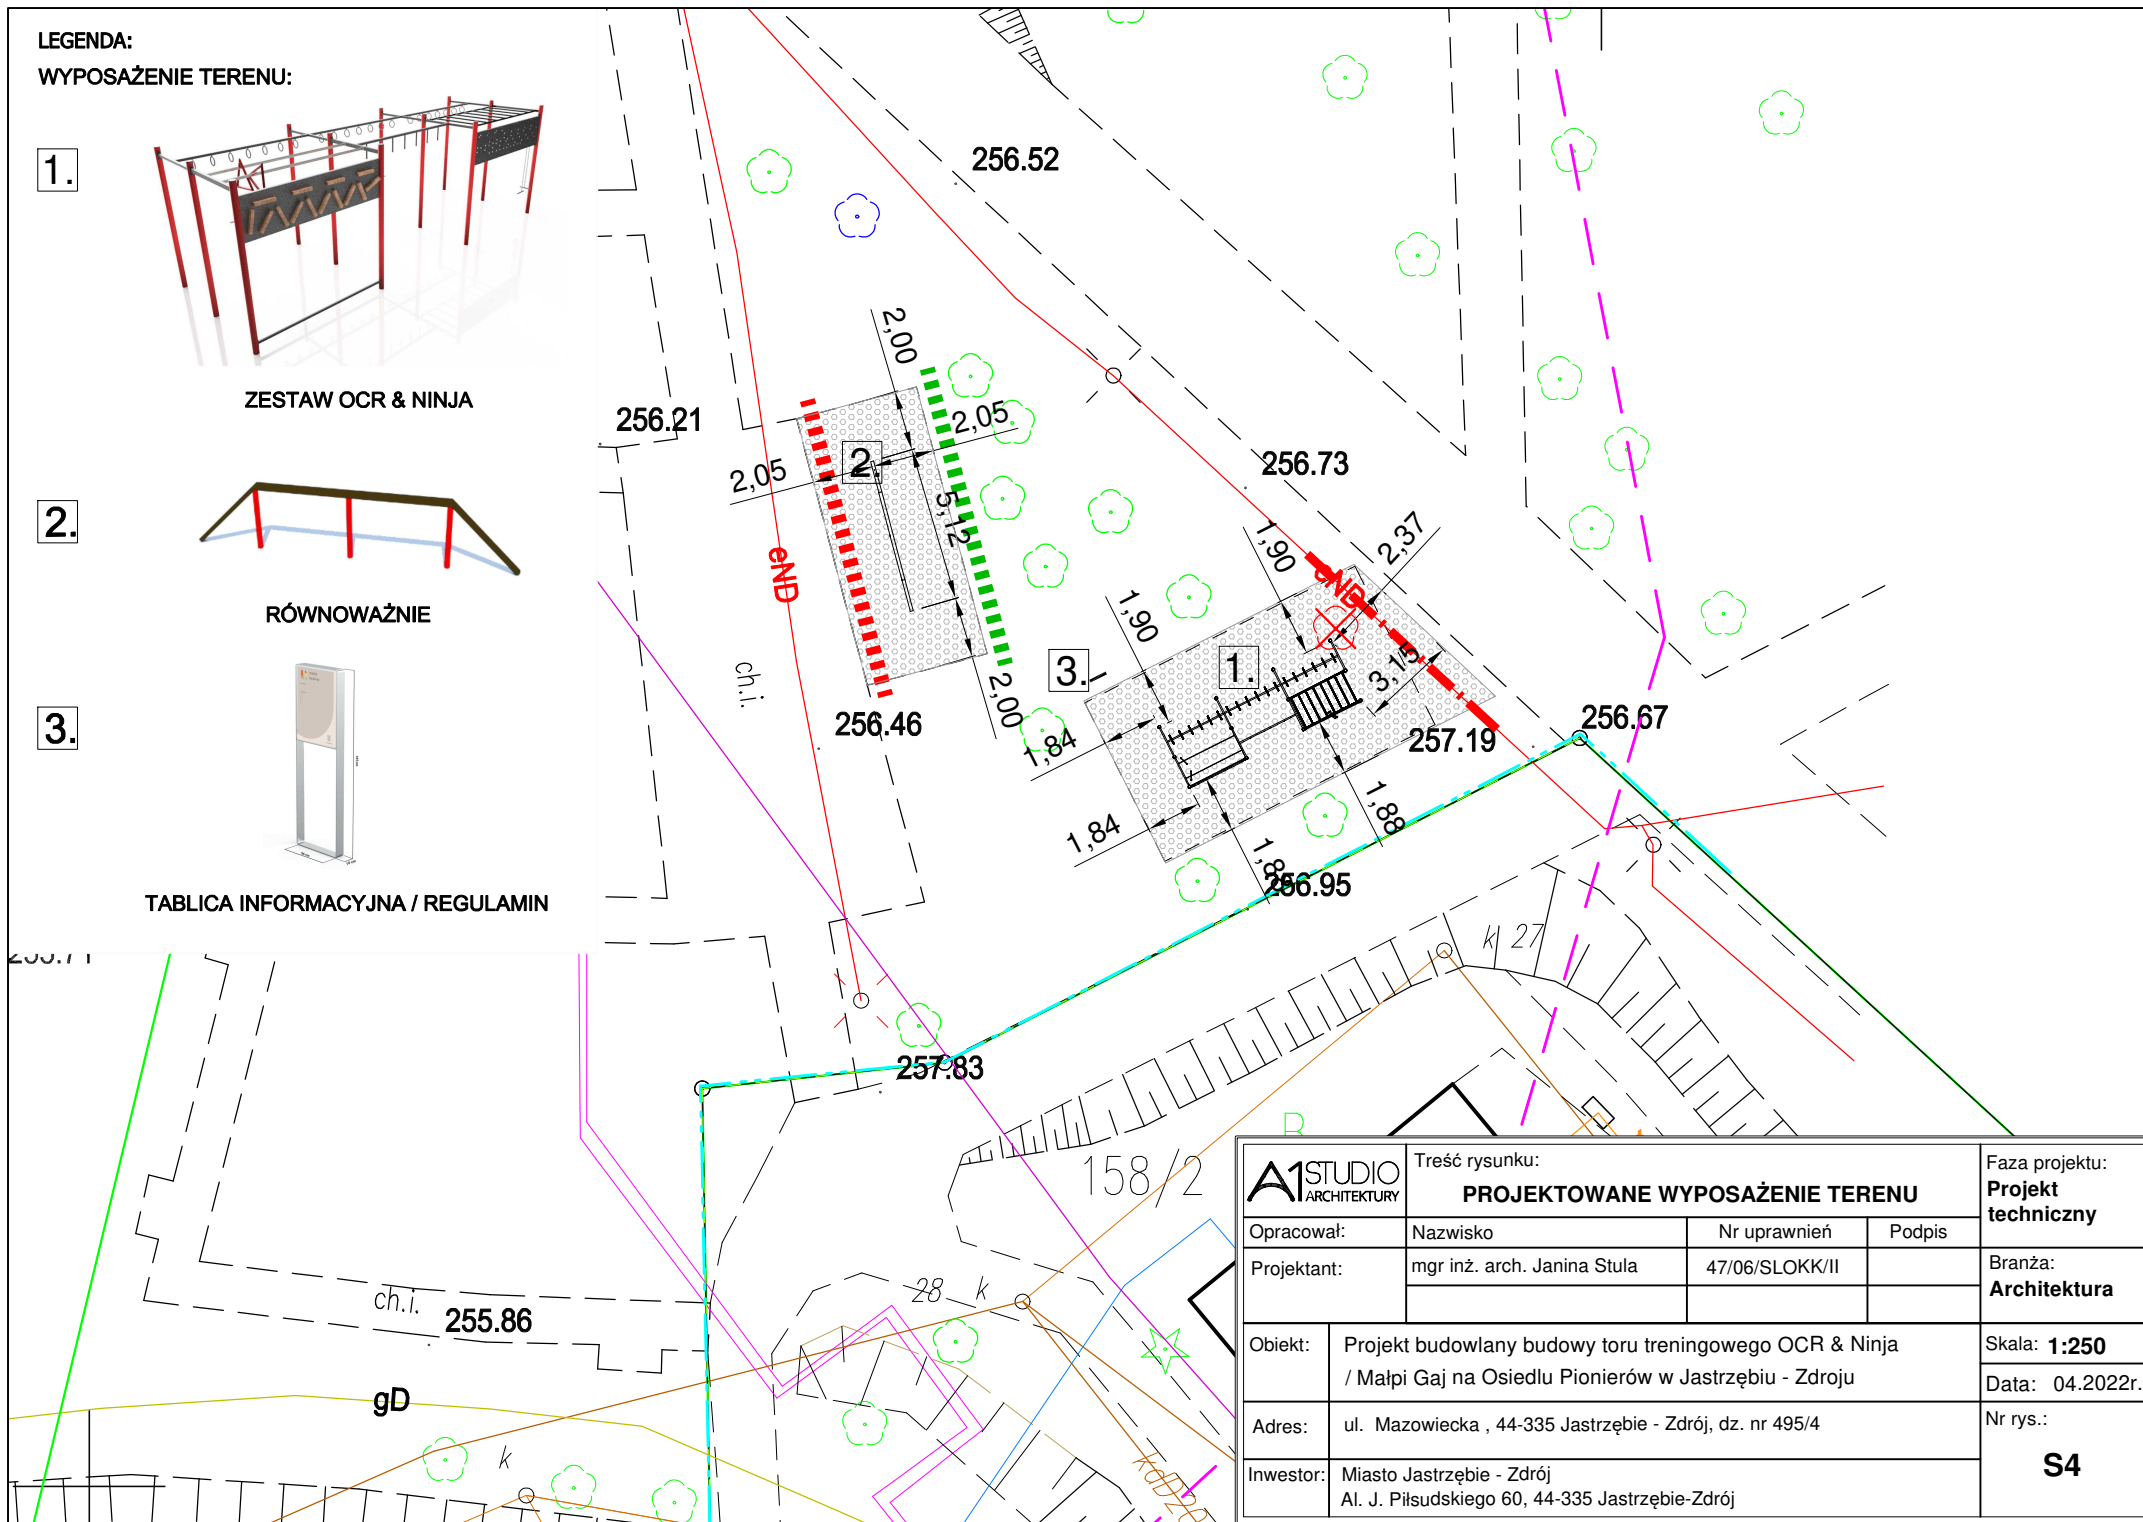 LEGENDA:
WYPOSAŻENIE TERENU:
1.
ZESTAW OCR & NINJA
2.
RÓWNOWAŻNIE
3.
TABLICA INFORMACYJNA / REGULAMIN
256.52
256.21
256.73
256.46
257.19
256.67
256.95
257.83
255.86
2,00
2,05
2,05
2.
5,12
2,00
eND
ch.i.
1,90
2,37
eND
1,90
3.
1.
3,15
1,84
1,84
1,88
k 27
158/2
B
28 k
ch.i.
gD
k
A1 STUDIO
ARCHITEKTURY
Treść rysunku:
PROJEKTOWANE WYPOSAŻENIE TERENU
Faza projektu:
Projekt
techniczny
Opracował:
Nazwisko
Nr uprawnień
Podpis
Projektant:
mgr inż. arch. Janina Stula
47/06/SLOKK/II
Branża:
Architektura
Obiekt:
Projekt budowlany budowy toru treningowego OCR & Ninja
/ Małpi Gaj na Osiedlu Pionierów w Jastrzębiu - Zdroju
Skala: 1:250
Data: 04.2022r.
Adres:
ul. Mazowiecka , 44-335 Jastrzębie - Zdrój, dz. nr 495/4
Nr rys.:
S4
Inwestor:
Miasto Jastrzębie - Zdrój
Al. J. Piłsudskiego 60, 44-335 Jastrzębie-Zdrój